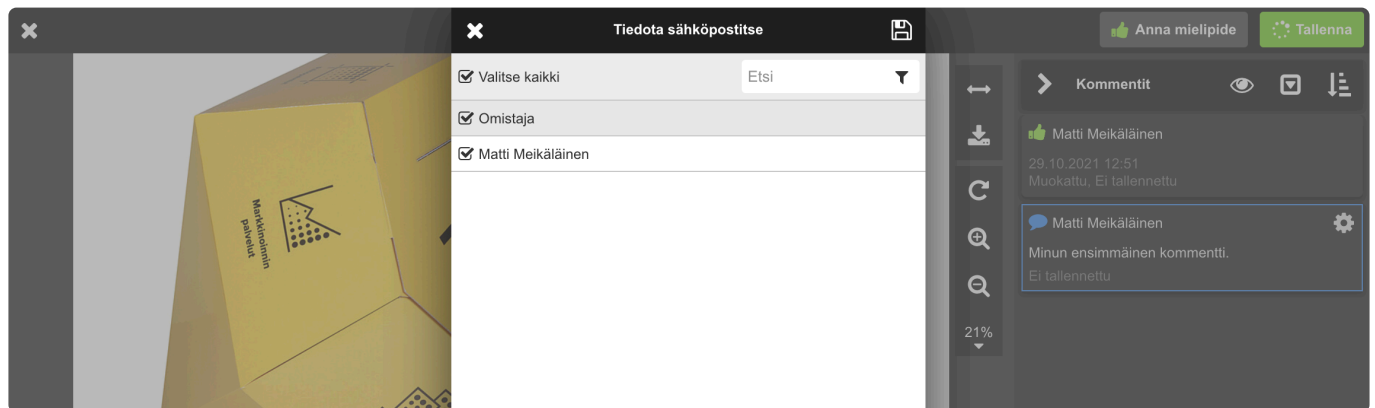 Tiedota sähköpostitse
Anna mielipide
Tallenna
Valitse kaikki
Etsi
Omistaja
Matti Meikäläinen
Markkinoinnin
palvelut
21%
Kommentit
Matti Meikäläinen
29.10.2021 12:51
Muokattu, Ei tallennettu
Matti Meikäläinen
Minun ensimmäinen kommentti.
Ei tallennettu